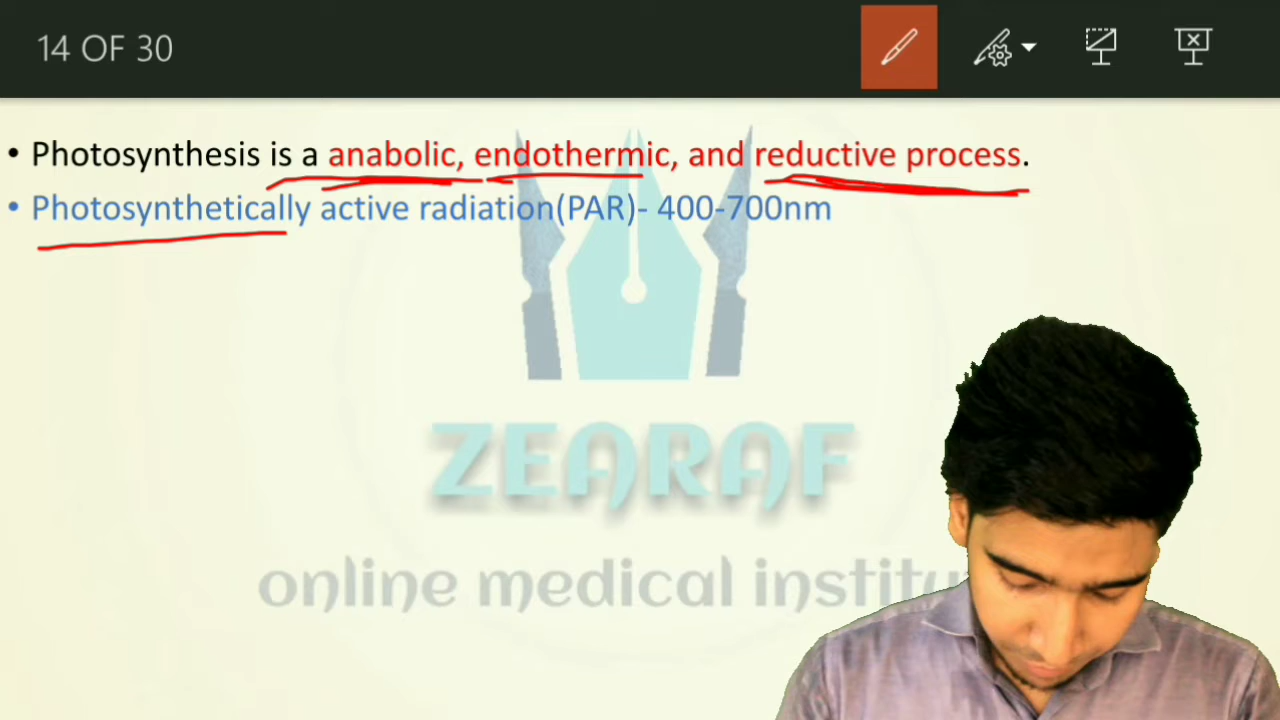 14 OF 30
• Photosynthesis is a anabolic, endothermic, and reductive process.
• Photosynthetically active radiation(PAR)- 400-700nm
ZEARAF
online medical institu